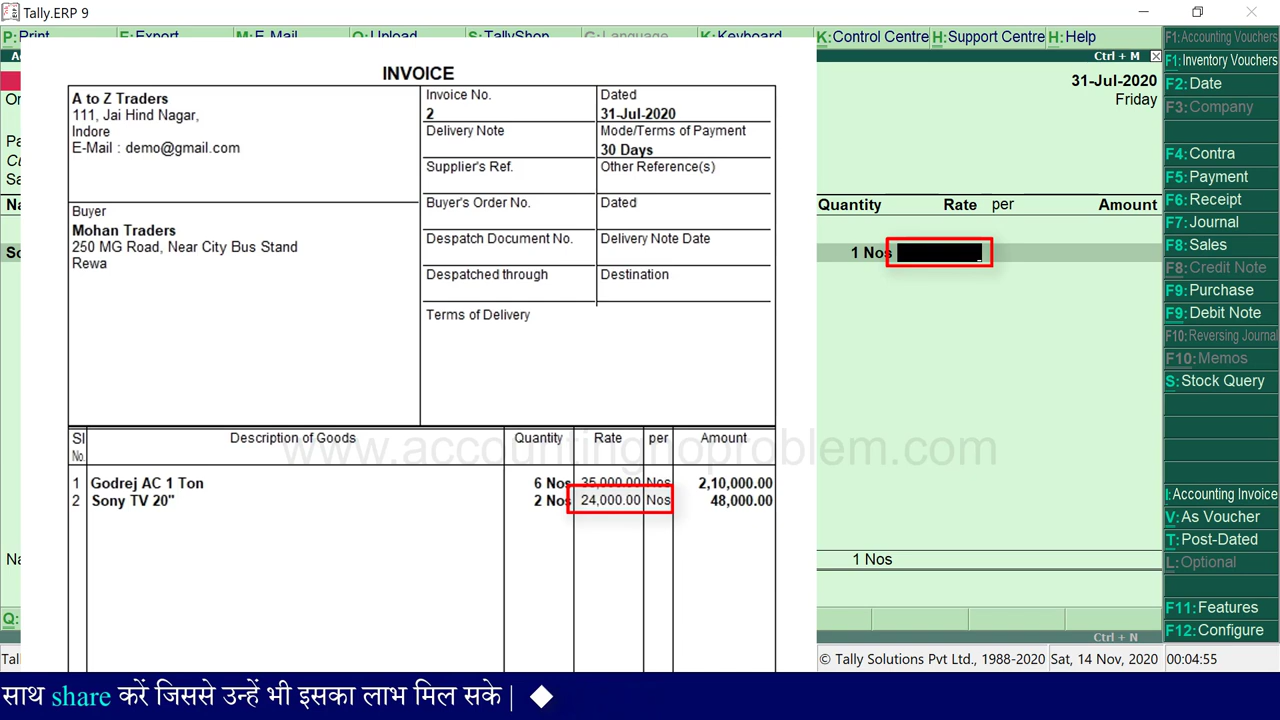 Tally.ERP 9
P: Print E: Export M: E-Mail O: Upload S: TallyShop G: Language K: Keyboard K: Control Centre H: Support Centre H: Help
Ctrl + M
31-Jul-2020
Friday
INVOICE
A to Z Traders
111, Jai Hind Nagar,
Indore
E-Mail : demo@gmail.com
Invoice No.
2
Dated
31-Jul-2020
Delivery Note
Mode/Terms of Payment
30 Days
Supplier's Ref.
Other Reference(s)
Buyer
Mohan Traders
250 MG Road, Near City Bus Stand
Rewa
Buyer's Order No.
Dated
Despatch Document No.
Delivery Note Date
Despatched through
Destination
Terms of Delivery
Sl No. Description of Goods Quantity Rate per Amount
1 Godrej AC 1 Ton 6 Nos 35,000.00 Nos 2,10,000.00
2 Sony TV 20" 2 Nos 24,000.00 Nos 48,000.00
www.accountingnoproblem.com
Quantity Rate per Amount
1 Nos
1 Nos
Ctrl + N
© Tally Solutions Pvt Ltd., 1988-2020 Sat, 14 Nov, 2020 00:04:55
F1: Accounting Vouchers
F1: Inventory Vouchers
F2: Date
F3: Company
F4: Contra
F5: Payment
F6: Receipt
F7: Journal
F8: Sales
F8: Credit Note
F9: Purchase
F9: Debit Note
F10: Reversing Journal
F10: Memos
S: Stock Query
I: Accounting Invoice
V: As Voucher
T: Post-Dated
L: Optional
F11: Features
F12: Configure
साथ share करें जिससे उन्हें भी इसका लाभ मिल सके |